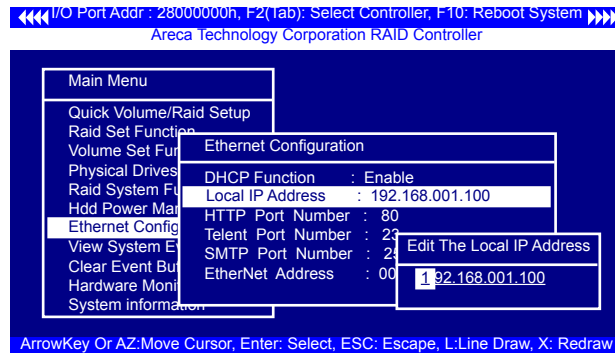 I/O Port Addr : 28000000h, F2(Tab): Select Controller, F10: Reboot System
Areca Technology Corporation RAID Controller
Main Menu
Quick Volume/Raid Setup
Raid Set Function
Volume Set Fun
Physical Drives
Raid System Fu
Hdd Power Man
Ethernet Config
View System Ev
Clear Event Buf
Hardware Moni
System information
Ethernet Configuration
DHCP Function : Enable
Local IP Address : 192.168.001.100
HTTP Port Number : 80
Telent Port Number : 23
SMTP Port Number : 25
EtherNet Address : 00
Edit The Local IP Address
192.168.001.100
ArrowKey Or AZ:Move Cursor, Enter: Select, ESC: Escape, L:Line Draw, X: Redraw